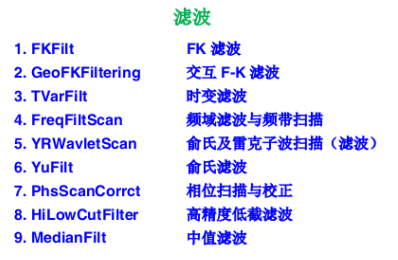 滤波
1. FKFilt FK 滤波
2. GeoFKFiltering 交互 F-K 滤波
3. TVarFilt 时变滤波
4. FreqFiltScan 频域滤波与频带扫描
5. YRWavletScan 俞氏及雷克子波扫描（滤波）
6. YuFilt 俞氏滤波
7. PhsScanCorrct 相位扫描与校正
8. HiLowCutFilter 高精度低截滤波
9. MedianFilt 中值滤波